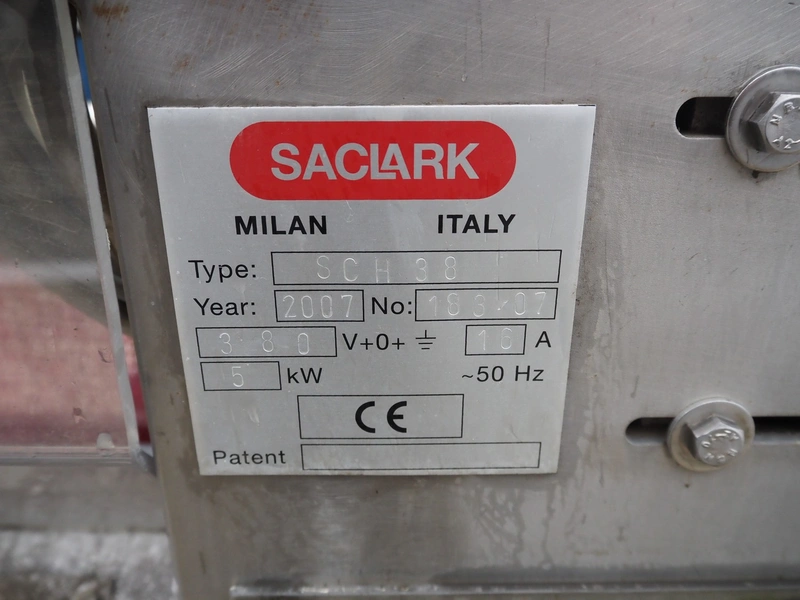 SACLARK
MILAN ITALY
Type: SCH 38
Year: 2007 No: 183/07
380 V+0+ ⏚ 16 A
5 kW ~50 Hz
CE
Patent